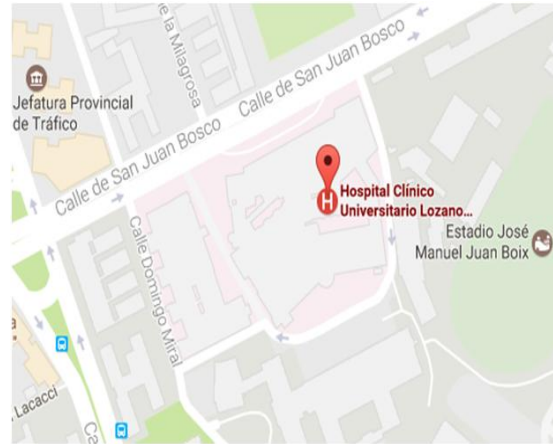 e la Milagrosa
Calle de San Juan Bosco
Jefatura Provincial
de Tráfico
Calle de San Juan Bosco
H
Hospital Clínico
Universitario Lozano...
Estadio José
Manuel Juan Boix
Calle Domingo Miral
a
Lacacci
Ca